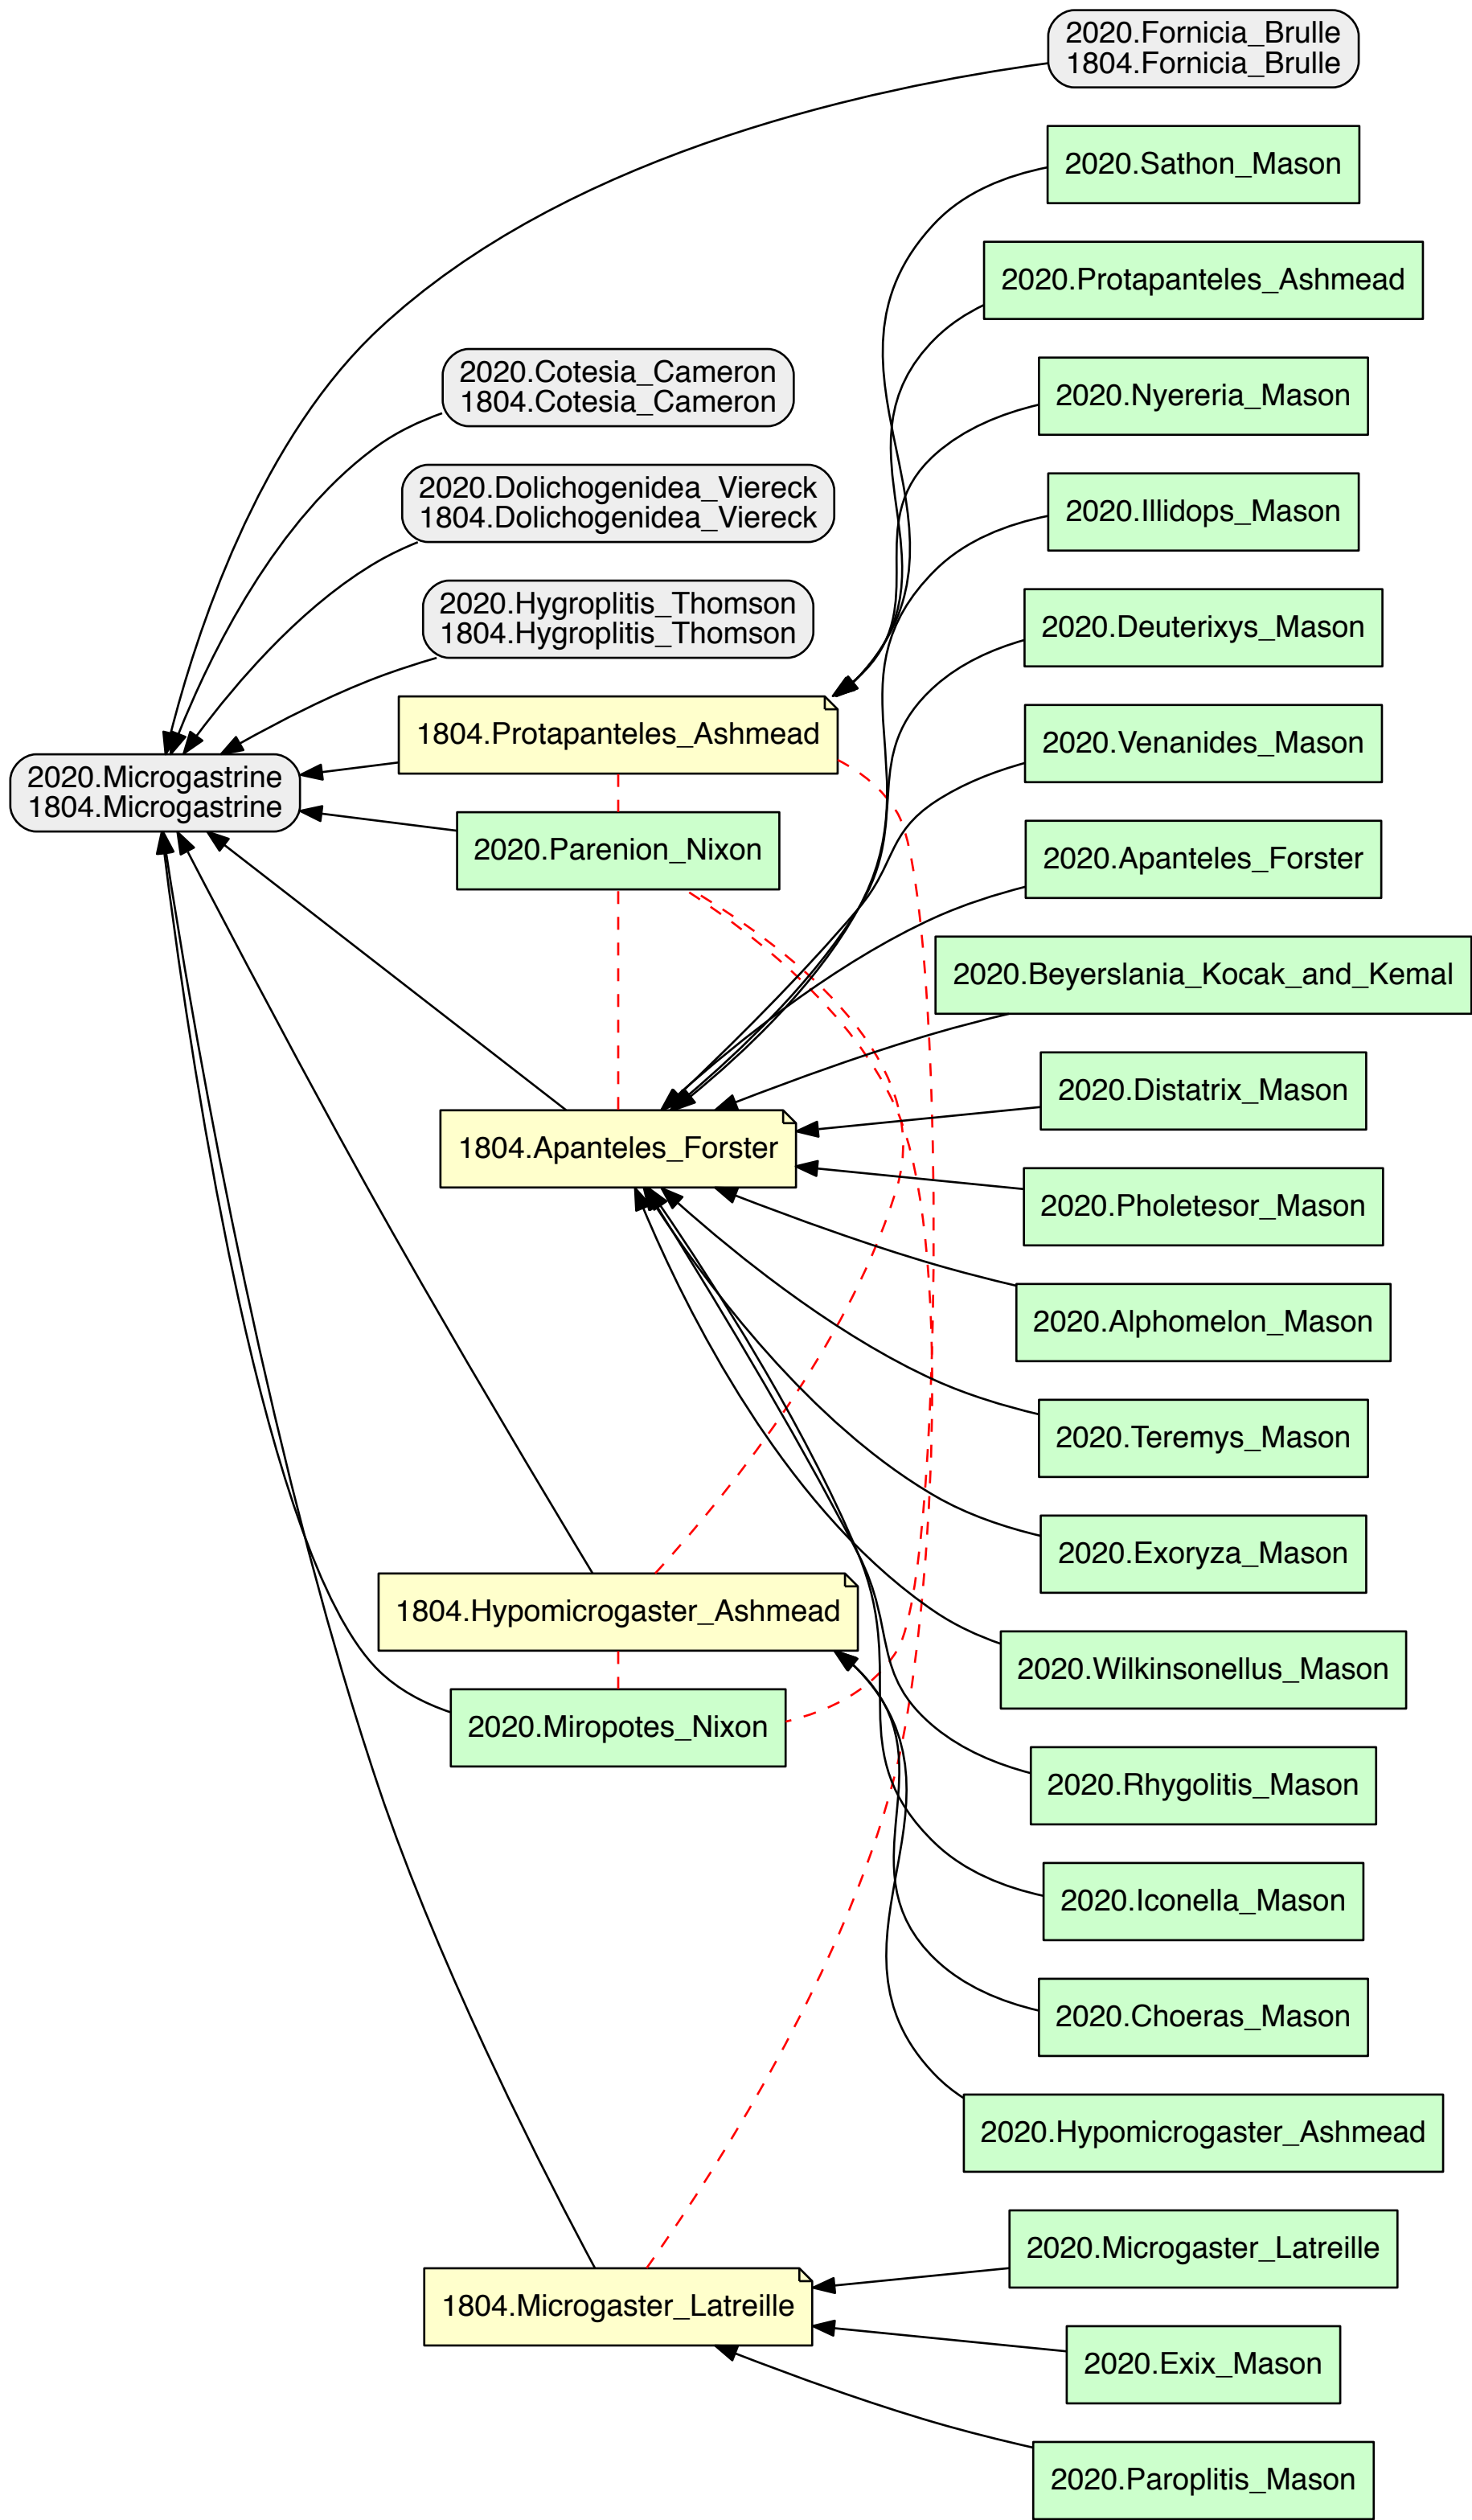 2020.Fornicia_Brulle
1804.Fornicia_Brulle
2020.Sathon_Mason
2020.Protapanteles_Ashmead
2020.Nyereria_Mason
2020.Cotesia_Cameron
1804.Cotesia_Cameron
2020.Dolichogenidea_Viereck
1804.Dolichogenidea_Viereck
2020.Illidops_Mason
2020.Hygroplitis_Thomson
1804.Hygroplitis_Thomson
2020.Deuterixys_Mason
1804.Protapanteles_Ashmead
2020.Venanides_Mason
2020.Microgastrine
1804.Microgastrine
2020.Parenion_Nixon
2020.Apanteles_Forster
2020.Beyerslania_Kocak_and_Kemal
2020.Distatrix_Mason
1804.Apanteles_Forster
2020.Pholetesor_Mason
2020.Alphomelon_Mason
2020.Teremys_Mason
2020.Exoryza_Mason
1804.Hypomicrogaster_Ashmead
2020.Wilkinsonellus_Mason
2020.Miropotes_Nixon
2020.Rhygolitis_Mason
2020.Iconella_Mason
2020.Choeras_Mason
2020.Hypomicrogaster_Ashmead
2020.Microgaster_Latreille
1804.Microgaster_Latreille
2020.Exix_Mason
2020.Paroplitis_Mason